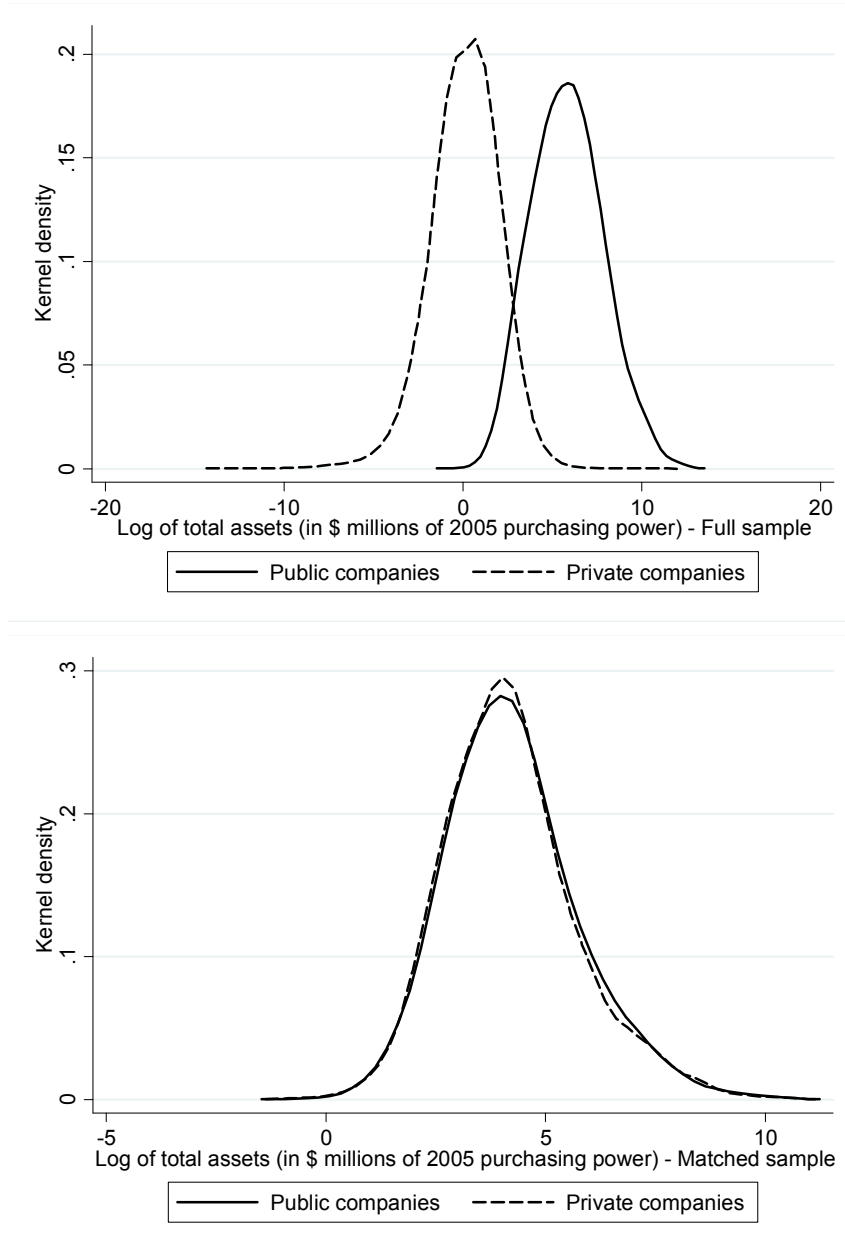 .2
.15
.1
.05
0
Kernel density
-20 -10 0 10 20
Log of total assets (in $ millions of 2005 purchasing power) - Full sample
Public companies Private companies
.3
.2
.1
0
Kernel density
-5 0 5 10
Log of total assets (in $ millions of 2005 purchasing power) - Matched sample
Public companies Private companies